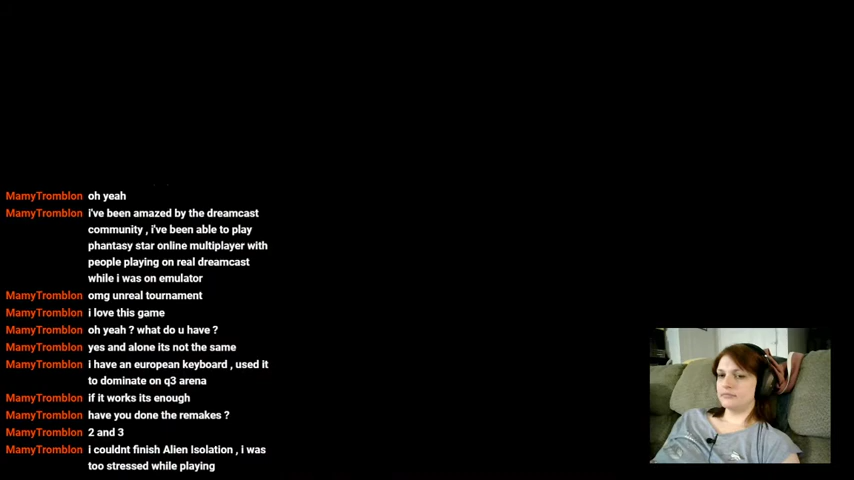 MamyTromblon oh yeah
MamyTromblon i've been amazed by the dreamcast
community , i've been able to play
phantasy star online multiplayer with
people playing on real dreamcast
while i was on emulator
MamyTromblon omg unreal tournament
MamyTromblon i love this game
MamyTromblon oh yeah ? what do u have ?
MamyTromblon yes and alone its not the same
MamyTromblon i have an european keyboard , used it
to dominate on q3 arena
MamyTromblon if it works its enough
MamyTromblon have you done the remakes ?
MamyTromblon 2 and 3
MamyTromblon i couldnt finish Alien Isolation , i was
too stressed while playing